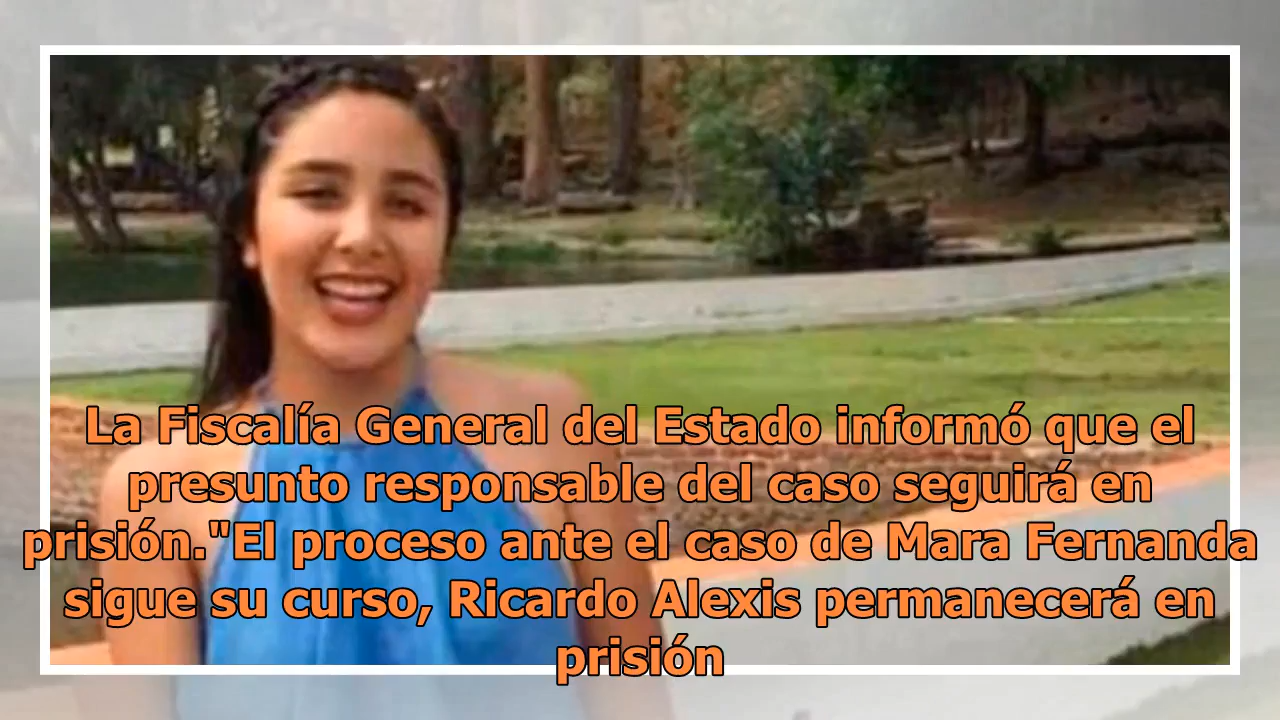 La Fiscalía General del Estado informó que el
presunto responsable del caso seguirá en
prisión."El proceso ante el caso de Mara Fernanda
sigue su curso, Ricardo Alexis permanecerá en
prisión